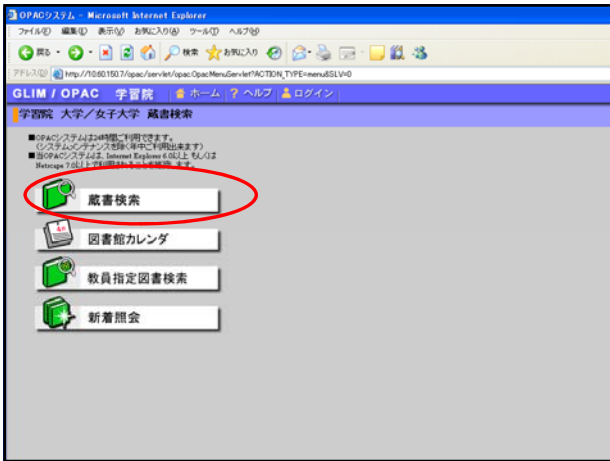 OPACシステム - Microsoft Internet Explorer
ファイル(F) 編集(E) 表示(V) お気に入り(A) ツール(T) ヘルプ(H)
戻る 検索 お気に入り
アドレス(D) http://10.60.150.7/opac/servlet/opac.OpacMenuServlet?ACTION_TYPE=menu&SLV=0
GLIM / OPAC 学習院 ホーム ? ヘルプ ログイン
学習院 大学/女子大学 蔵書検索
■OPACシステムは24時間ご利用できます。
(システムメンテナンスを除く年中ご利用出来ます)
■当OPACシステムは、Internet Explorer 6.0以上 もしくは
Netscape 7.0以上で利用されることを推奨します。
蔵書検索
図書館カレンダ
教員指定図書検索
新着照会